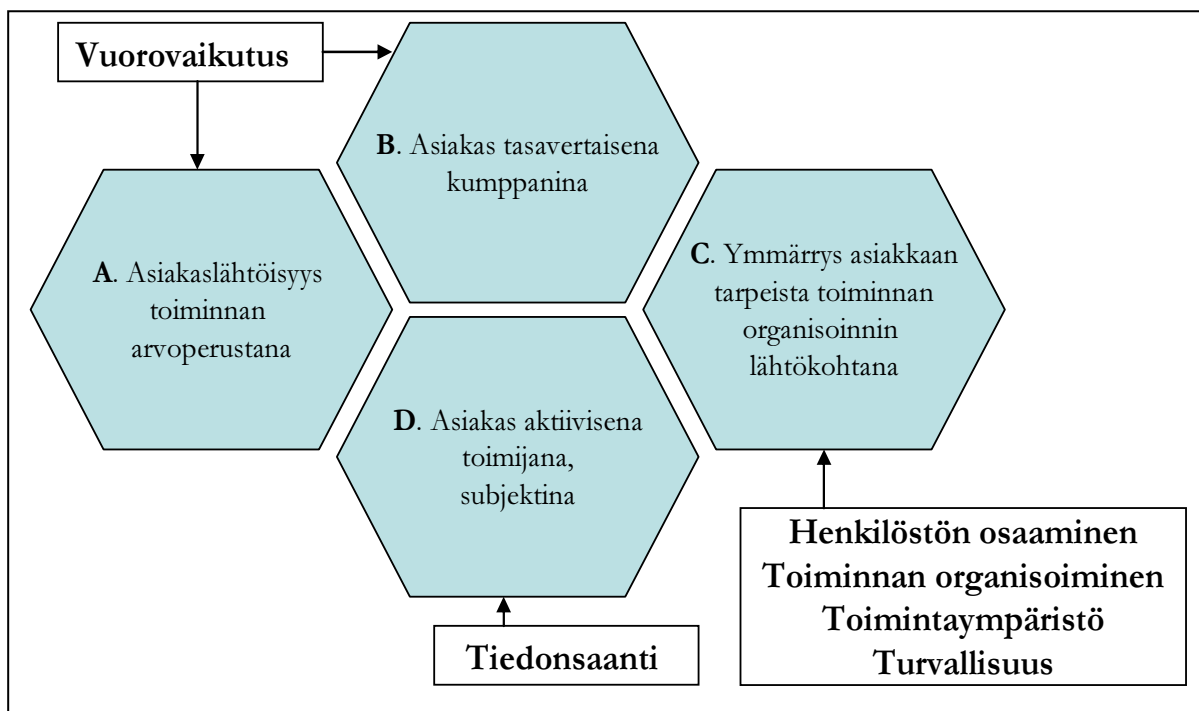 Vuorovaikutus
B. Asiakas tasavertaisena
kumppanina
A. Asiakaslähtöisyys
toiminnan
arvoperustana
C. Ymmärrys asiakkaan
tarpeista toiminnan
organisoinnin
lähtökohtana
D. Asiakas aktiivisena
toimijana,
subjektina
Henkilöstön osaaminen
Toiminnan organisoiminen
Toimintaympäristö
Turvallisuus
Tiedonsaanti